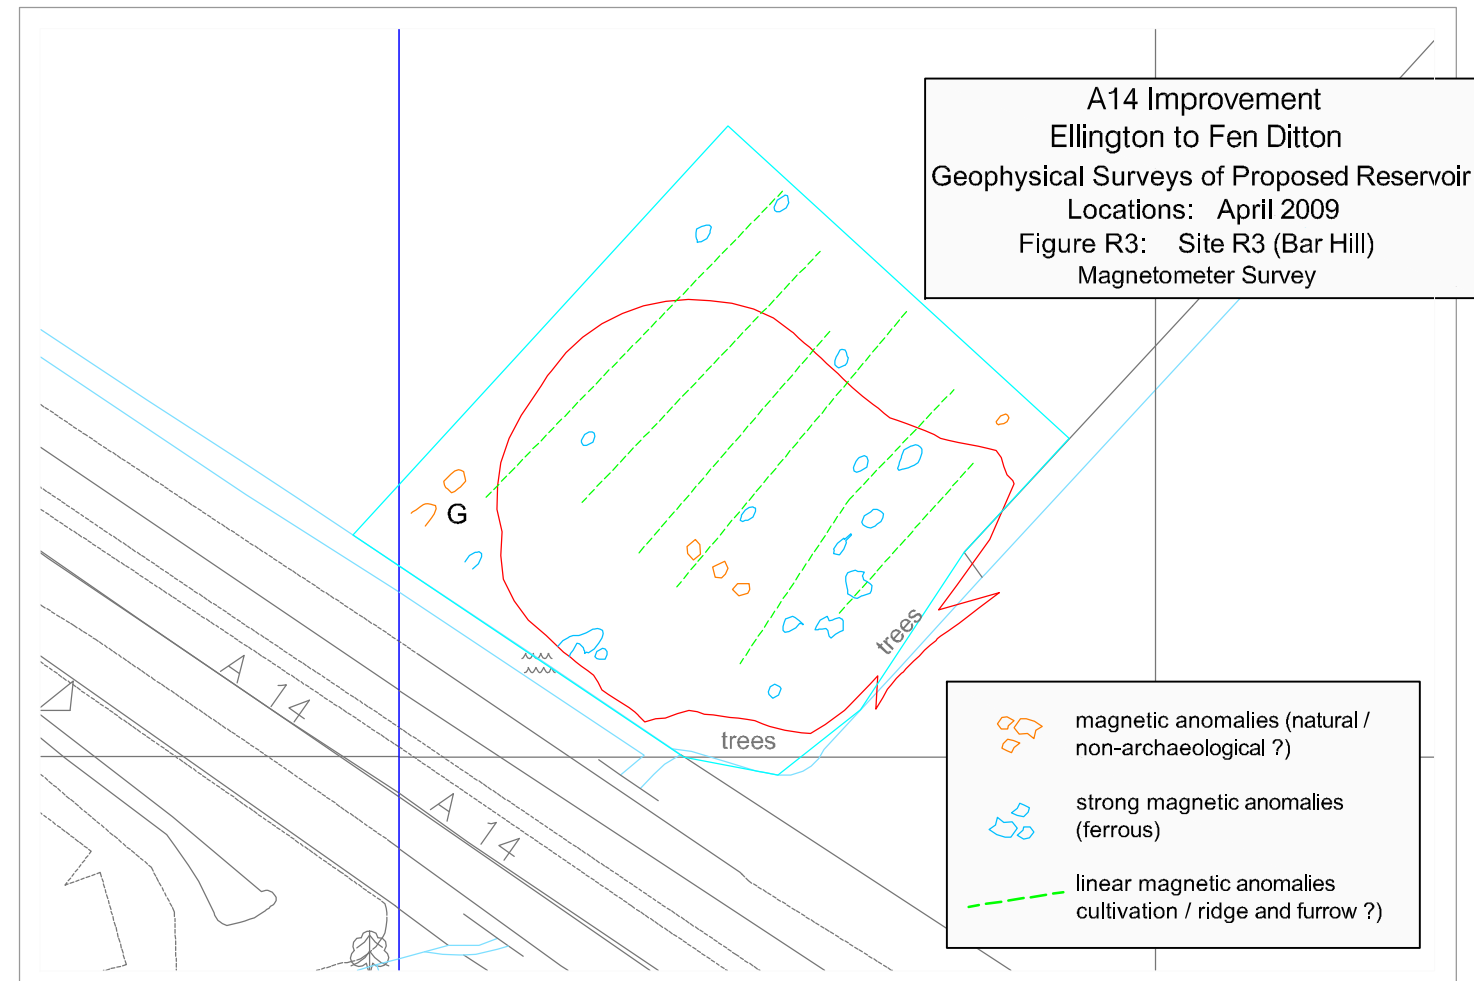 A14 Improvement
Ellington to Fen Ditton
Geophysical Surveys of Proposed Reservoir
Locations: April 2009
Figure R3: Site R3 (Bar Hill)
Magnetometer Survey
G
trees
trees
A 14
A 14
magnetic anomalies (natural /
non-archaeological ?)
strong magnetic anomalies
(ferrous)
linear magnetic anomalies
cultivation / ridge and furrow ?)